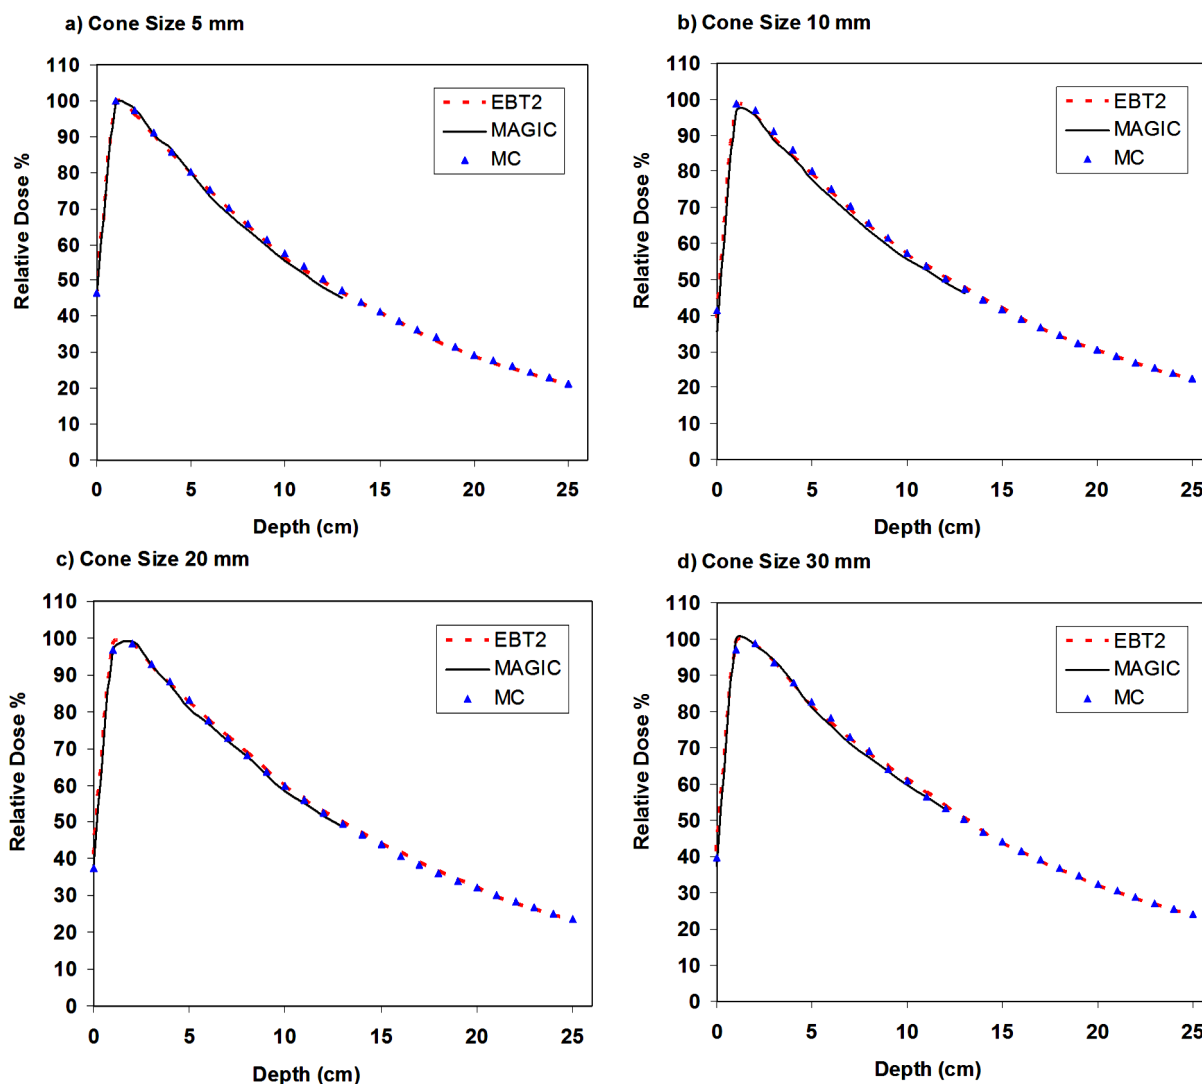 a) Cone Size 5 mm
110
100
90
80
70
60
50
40
30
20
10
0
Relative Dose %
EBT2
MAGIC
MC
0 5 10 15 20 25
Depth (cm)
b) Cone Size 10 mm
110
100
90
80
70
60
50
40
30
20
10
0
Relative Dose %
EBT2
MAGIC
MC
0 5 10 15 20 25
Depth (cm)
c) Cone Size 20 mm
110
100
90
80
70
60
50
40
30
20
10
0
Relative Dose %
EBT2
MAGIC
MC
0 5 10 15 20 25
Depth (cm)
d) Cone Size 30 mm
110
100
90
80
70
60
50
40
30
20
10
0
Relative Dose %
EBT2
MAGIC
MC
0 5 10 15 20 25
Depth (cm)